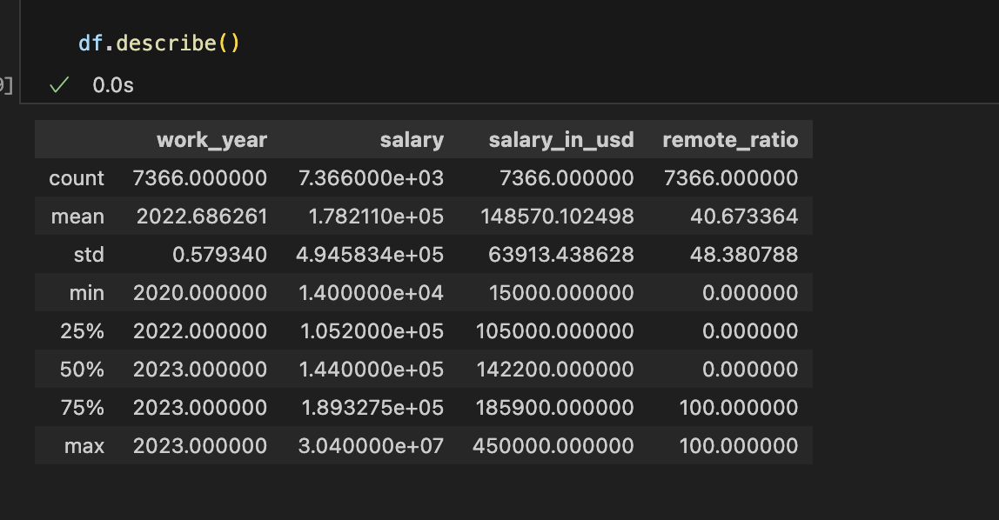 df.describe()
9] ✓ 0.0s
work_year salary salary_in_usd remote_ratio
count 7366.000000 7.366000e+03 7366.000000 7366.000000
mean 2022.686261 1.782110e+05 148570.102498 40.673364
std 0.579340 4.945834e+05 63913.438628 48.380788
min 2020.000000 1.400000e+04 15000.000000 0.000000
25% 2022.000000 1.052000e+05 105000.000000 0.000000
50% 2023.000000 1.440000e+05 142200.000000 0.000000
75% 2023.000000 1.893275e+05 185900.000000 100.000000
max 2023.000000 3.040000e+07 450000.000000 100.000000